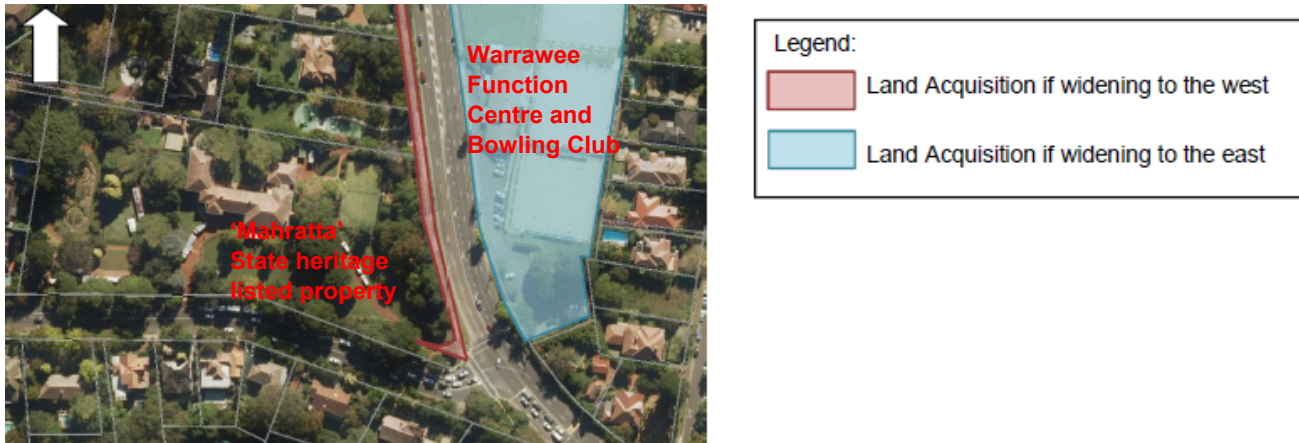 Warrawee
Function
Centre and
Bowling Club
'Mahratta'
State heritage
listed property
Legend:
Land Acquisition if widening to the west
Land Acquisition if widening to the east